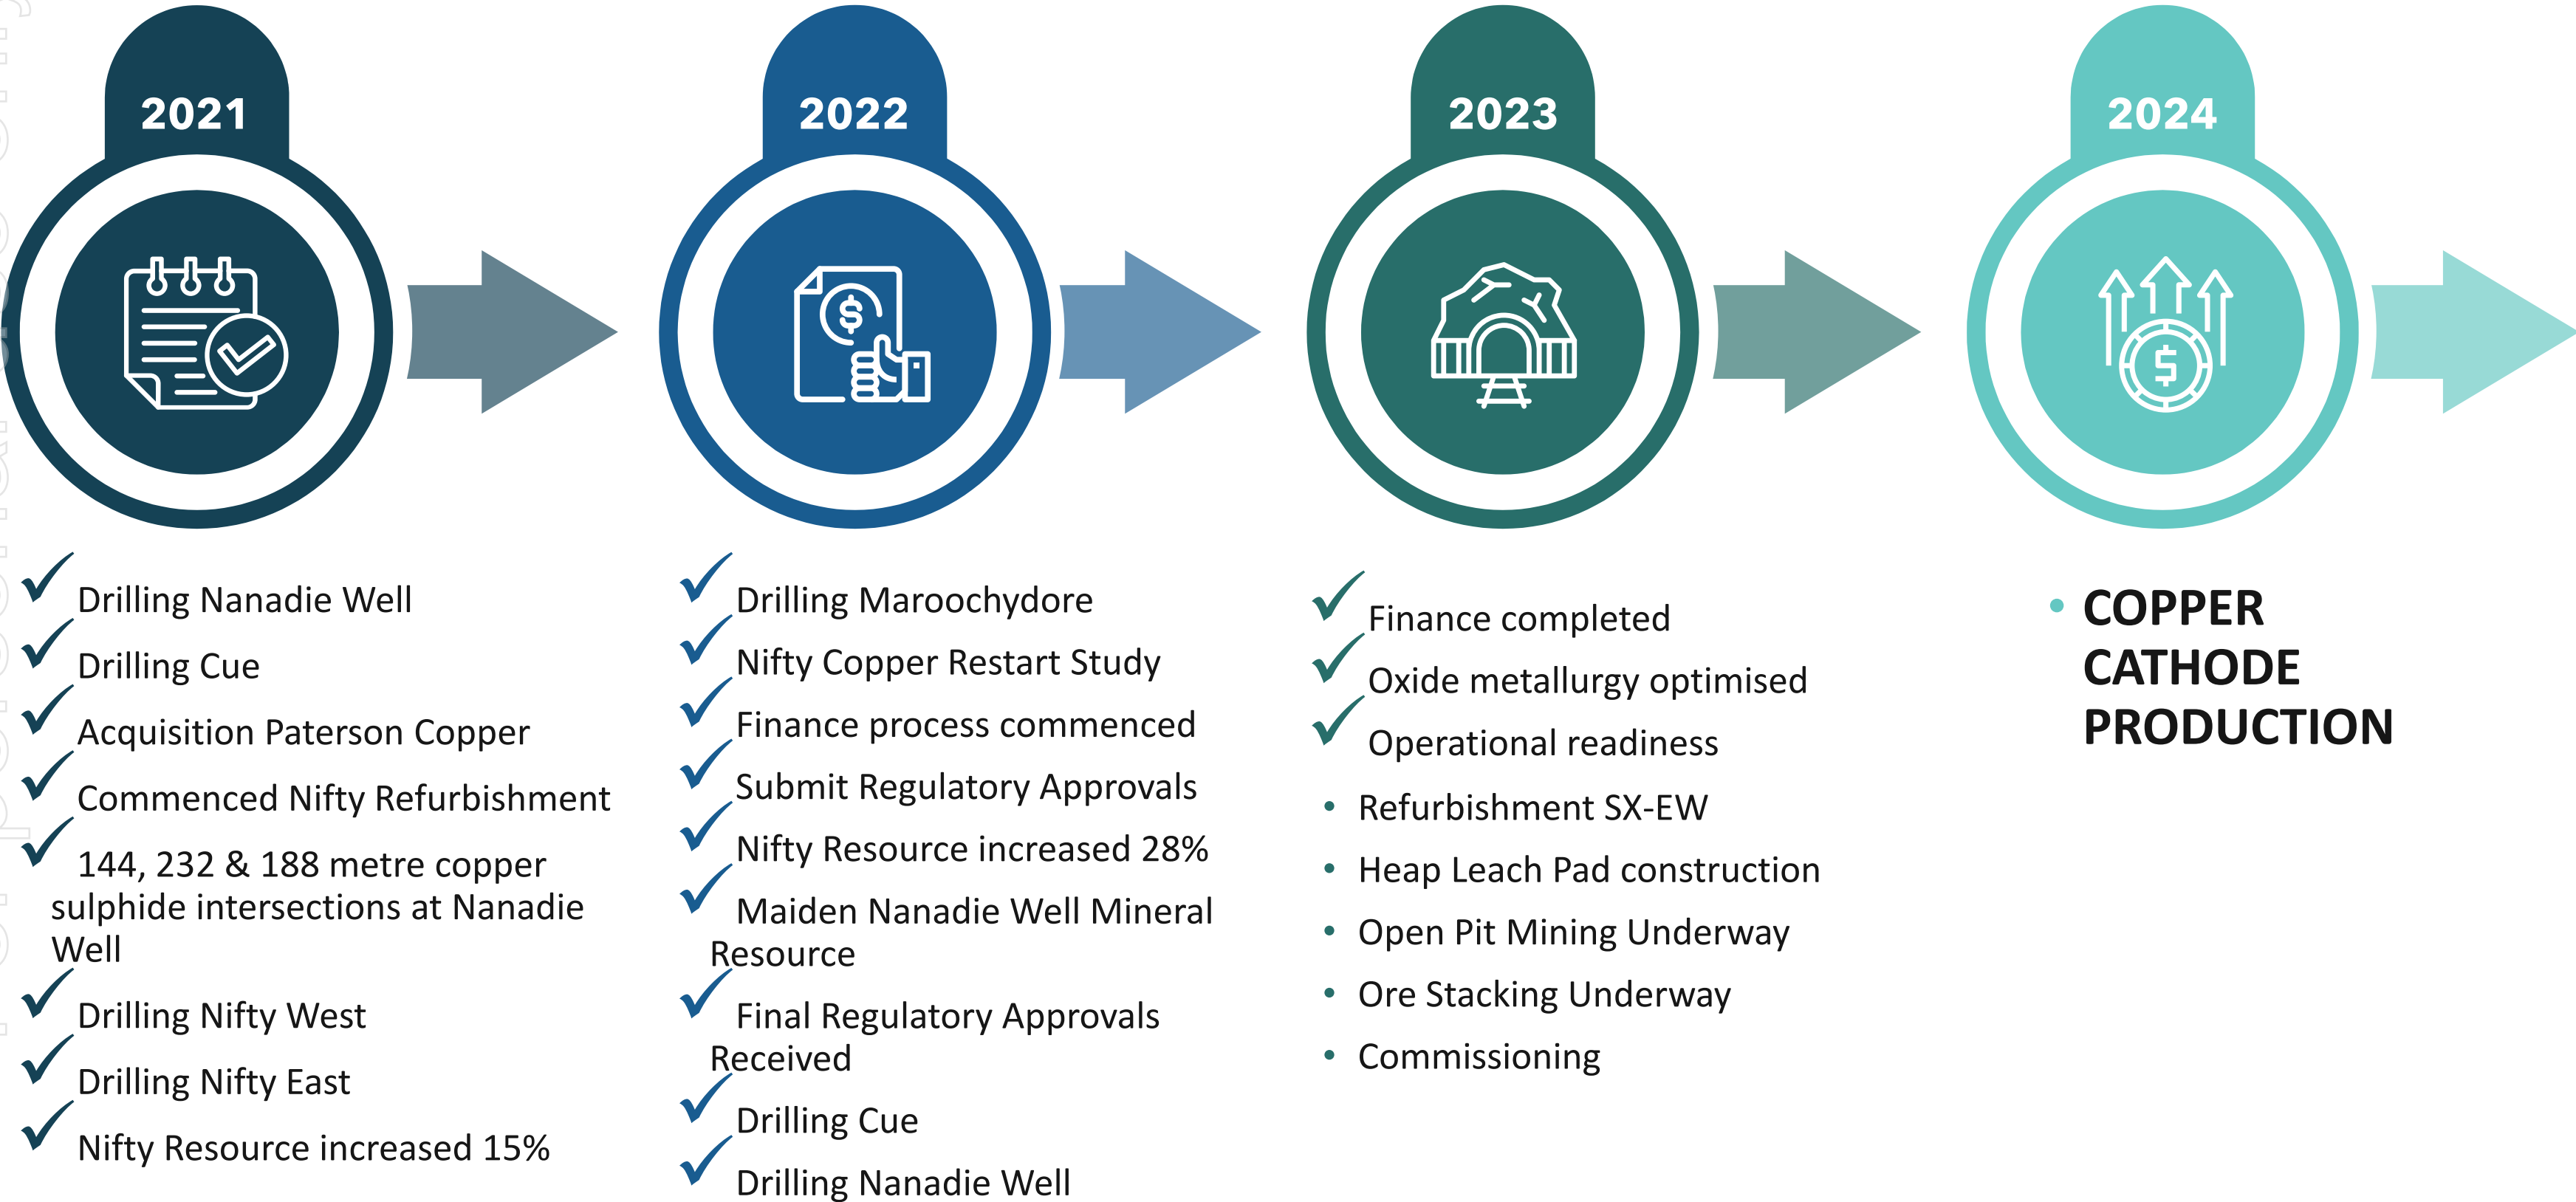 2021
Drilling Nanadie Well
Drilling Cue
Acquisition Paterson Copper
Commenced Nifty Refurbishment
144, 232 & 188 metre copper
sulphide intersections at Nanadie
Well
Drilling Nifty West
Drilling Nifty East
Nifty Resource increased 15%
2022
Drilling Maroochydore
Nifty Copper Restart Study
Finance process commenced
Submit Regulatory Approvals
Nifty Resource increased 28%
Maiden Nanadie Well Mineral
Resource
Final Regulatory Approvals
Received
Drilling Cue
Drilling Nanadie Well
2023
Finance completed
Oxide metallurgy optimised
Operational readiness
• Refurbishment SX-EW
• Heap Leach Pad construction
• Open Pit Mining Underway
• Ore Stacking Underway
• Commissioning
2024
• COPPER
CATHODE
PRODUCTION